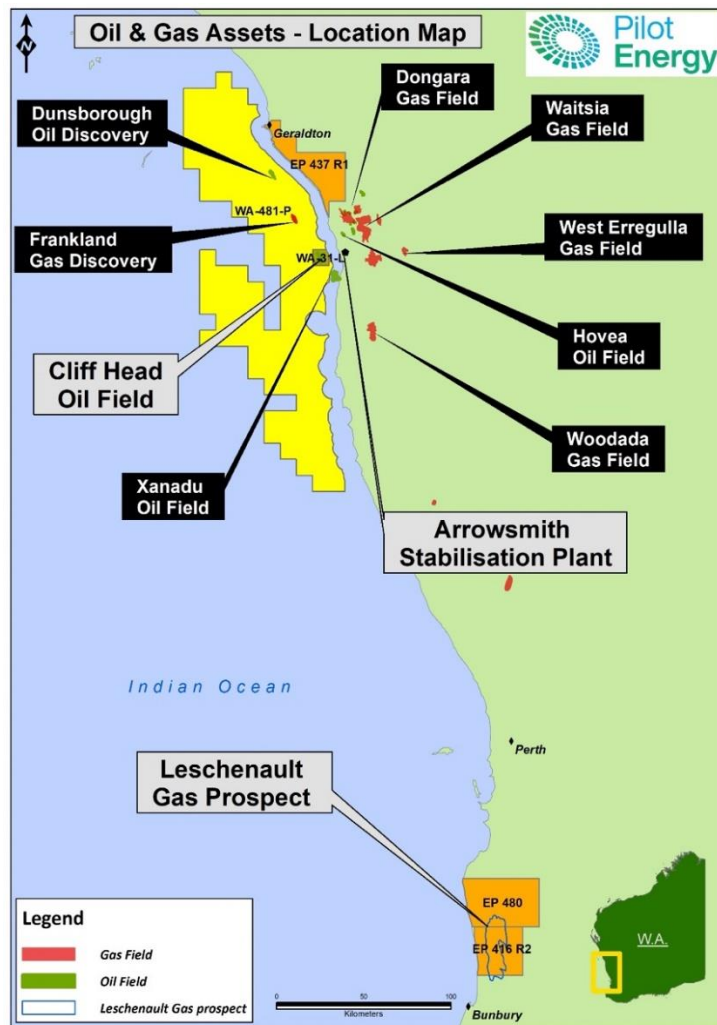 Oil & Gas Assets - Location Map
Pilot
Energy
N
Dongara
Gas Field
Dunsborough
Oil Discovery
Waitsia
Gas Field
Geraldton
EP 437 R1
WA-481-P
Frankland
Gas Discovery
West Erregulla
Gas Field
WA-31-L
Cliff Head
Oil Field
Hovea
Oil Field
Woodada
Gas Field
Xanadu
Oil Field
Arrowsmith
Stabilisation Plant
Indian Ocean
Perth
Leschenault
Gas Prospect
EP 480
EP 416 R2
W.A.
Legend
Gas Field
Oil Field
Leschenault Gas prospect
0 50 100
Kilometers
Bunbury